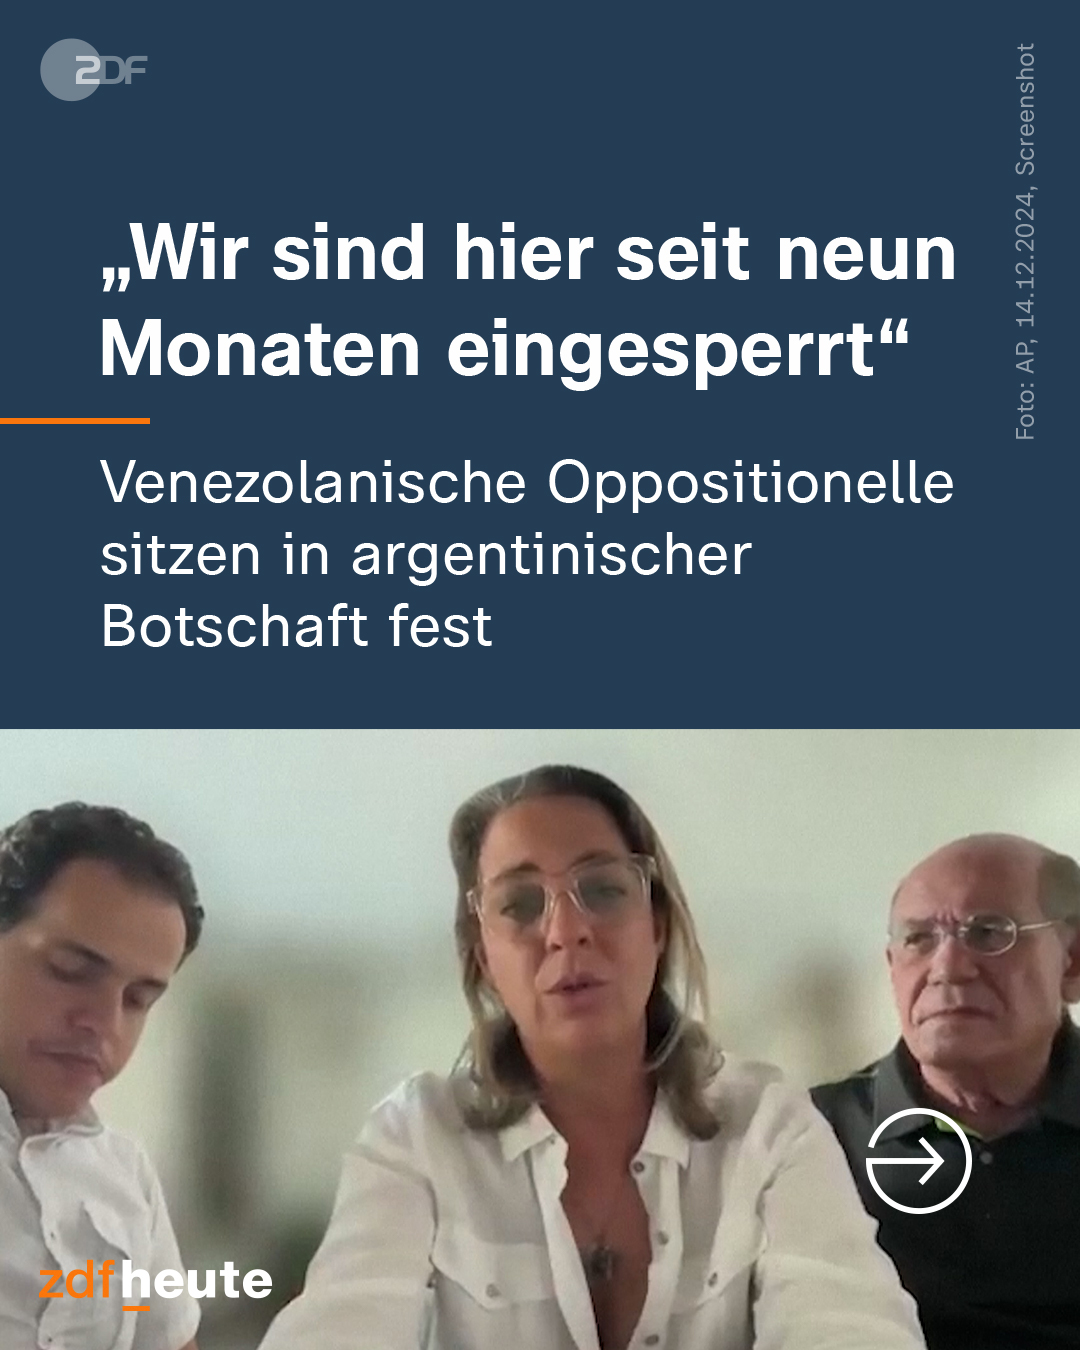 ZDF
Foto: AP, 14.12.2024, Screenshot
„Wir sind hier seit neun
Monaten eingesperrt“
Venezolanische Oppositionelle
sitzen in argentinischer
Botschaft fest
zdfheute